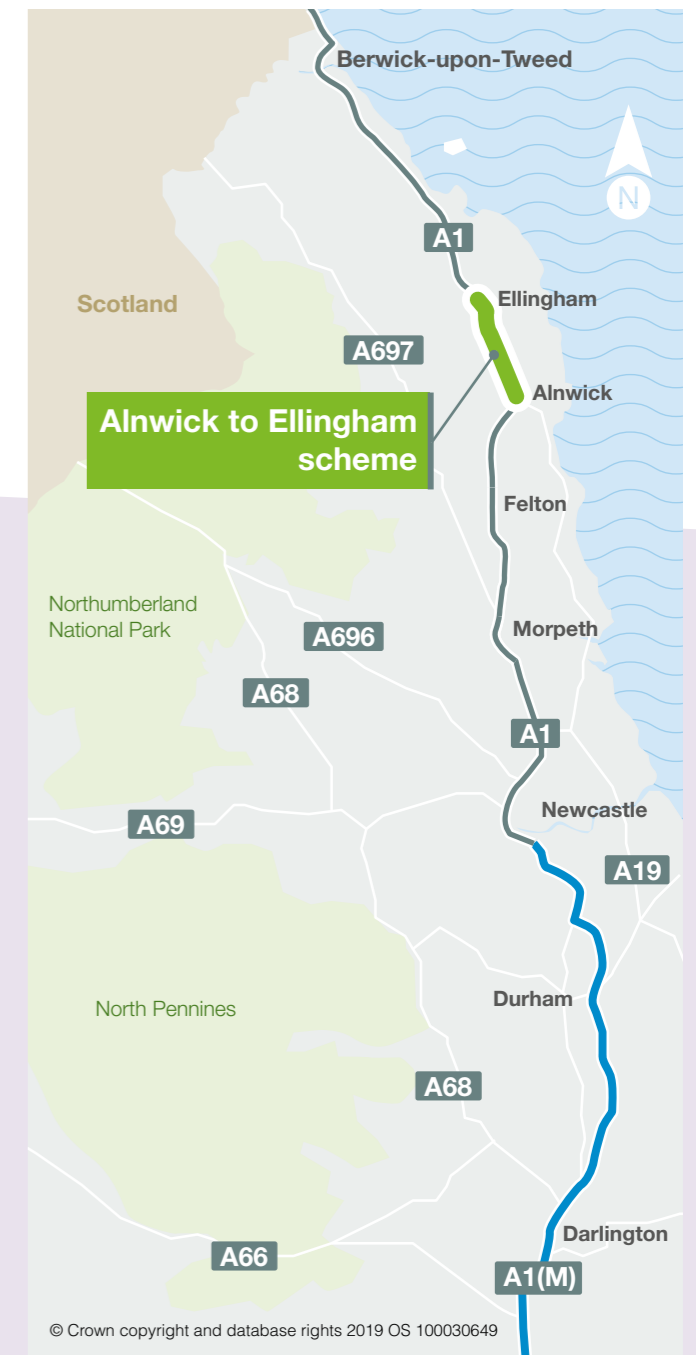 Berwick-upon-Tweed
N
A1
Ellingham
Scotland
A697
Alnwick
Alnwick to Ellingham
scheme
Felton
Northumberland
National Park
Morpeth
A696
A68
A1
Newcastle
A69
A19
Durham
North Pennines
A68
Darlington
A66
A1(M)
© Crown copyright and database rights 2019 OS 100030649